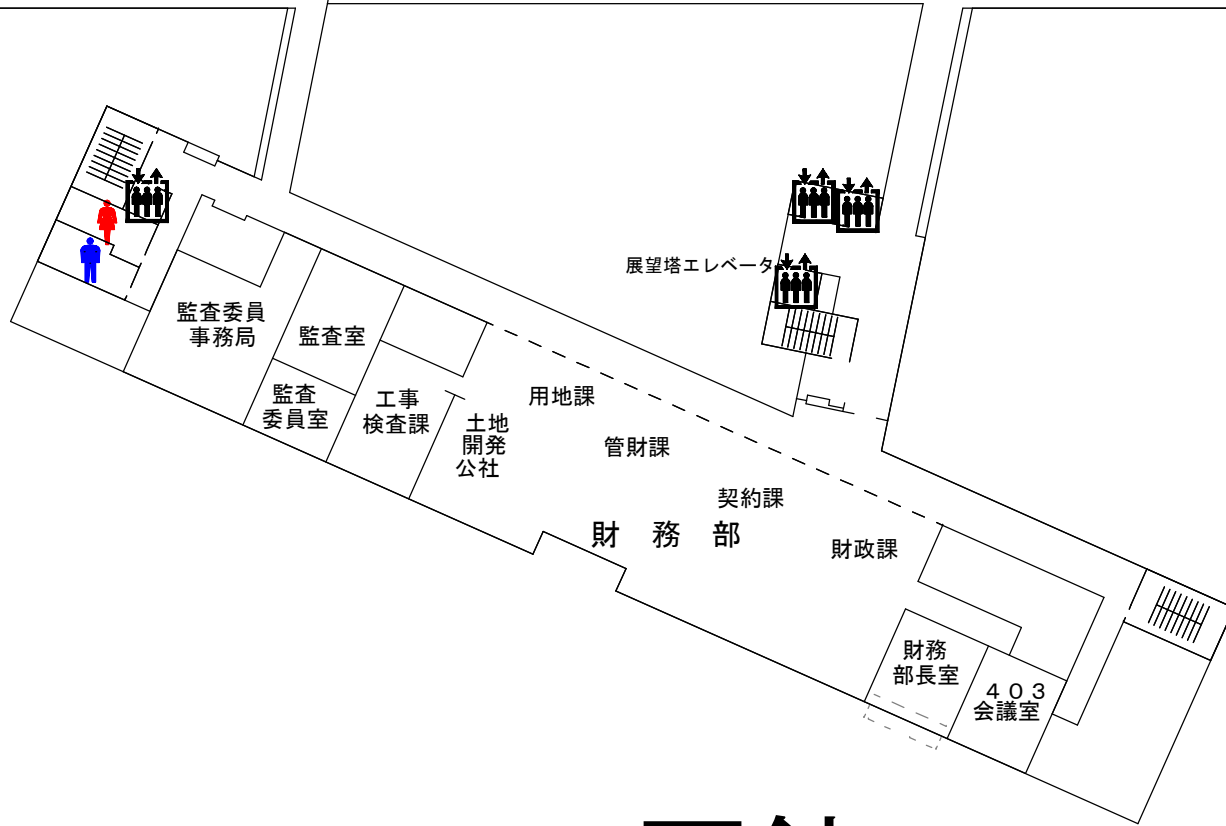 展望塔エレベータ
監査委員
事務局
監査室
監査
委員室
工事
検査課
土地
開発
公社
用地課
管財課
契約課
財務部
財政課
財務
部長室
４０３
会議室